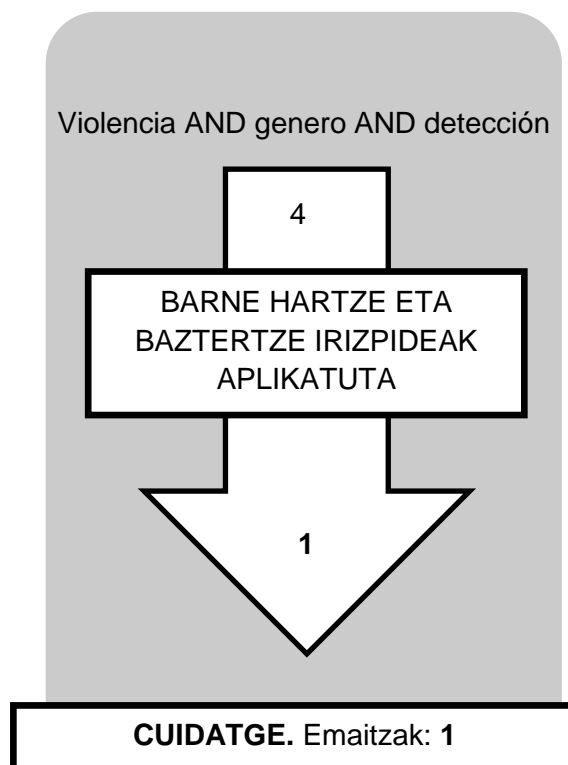 Violencia AND genero AND detección
4
BARNE HARTZE ETA
BAZTERTZE IRIZPIDEAK
APLIKATUTA
1
CUIDATGE. Emaitzak: 1